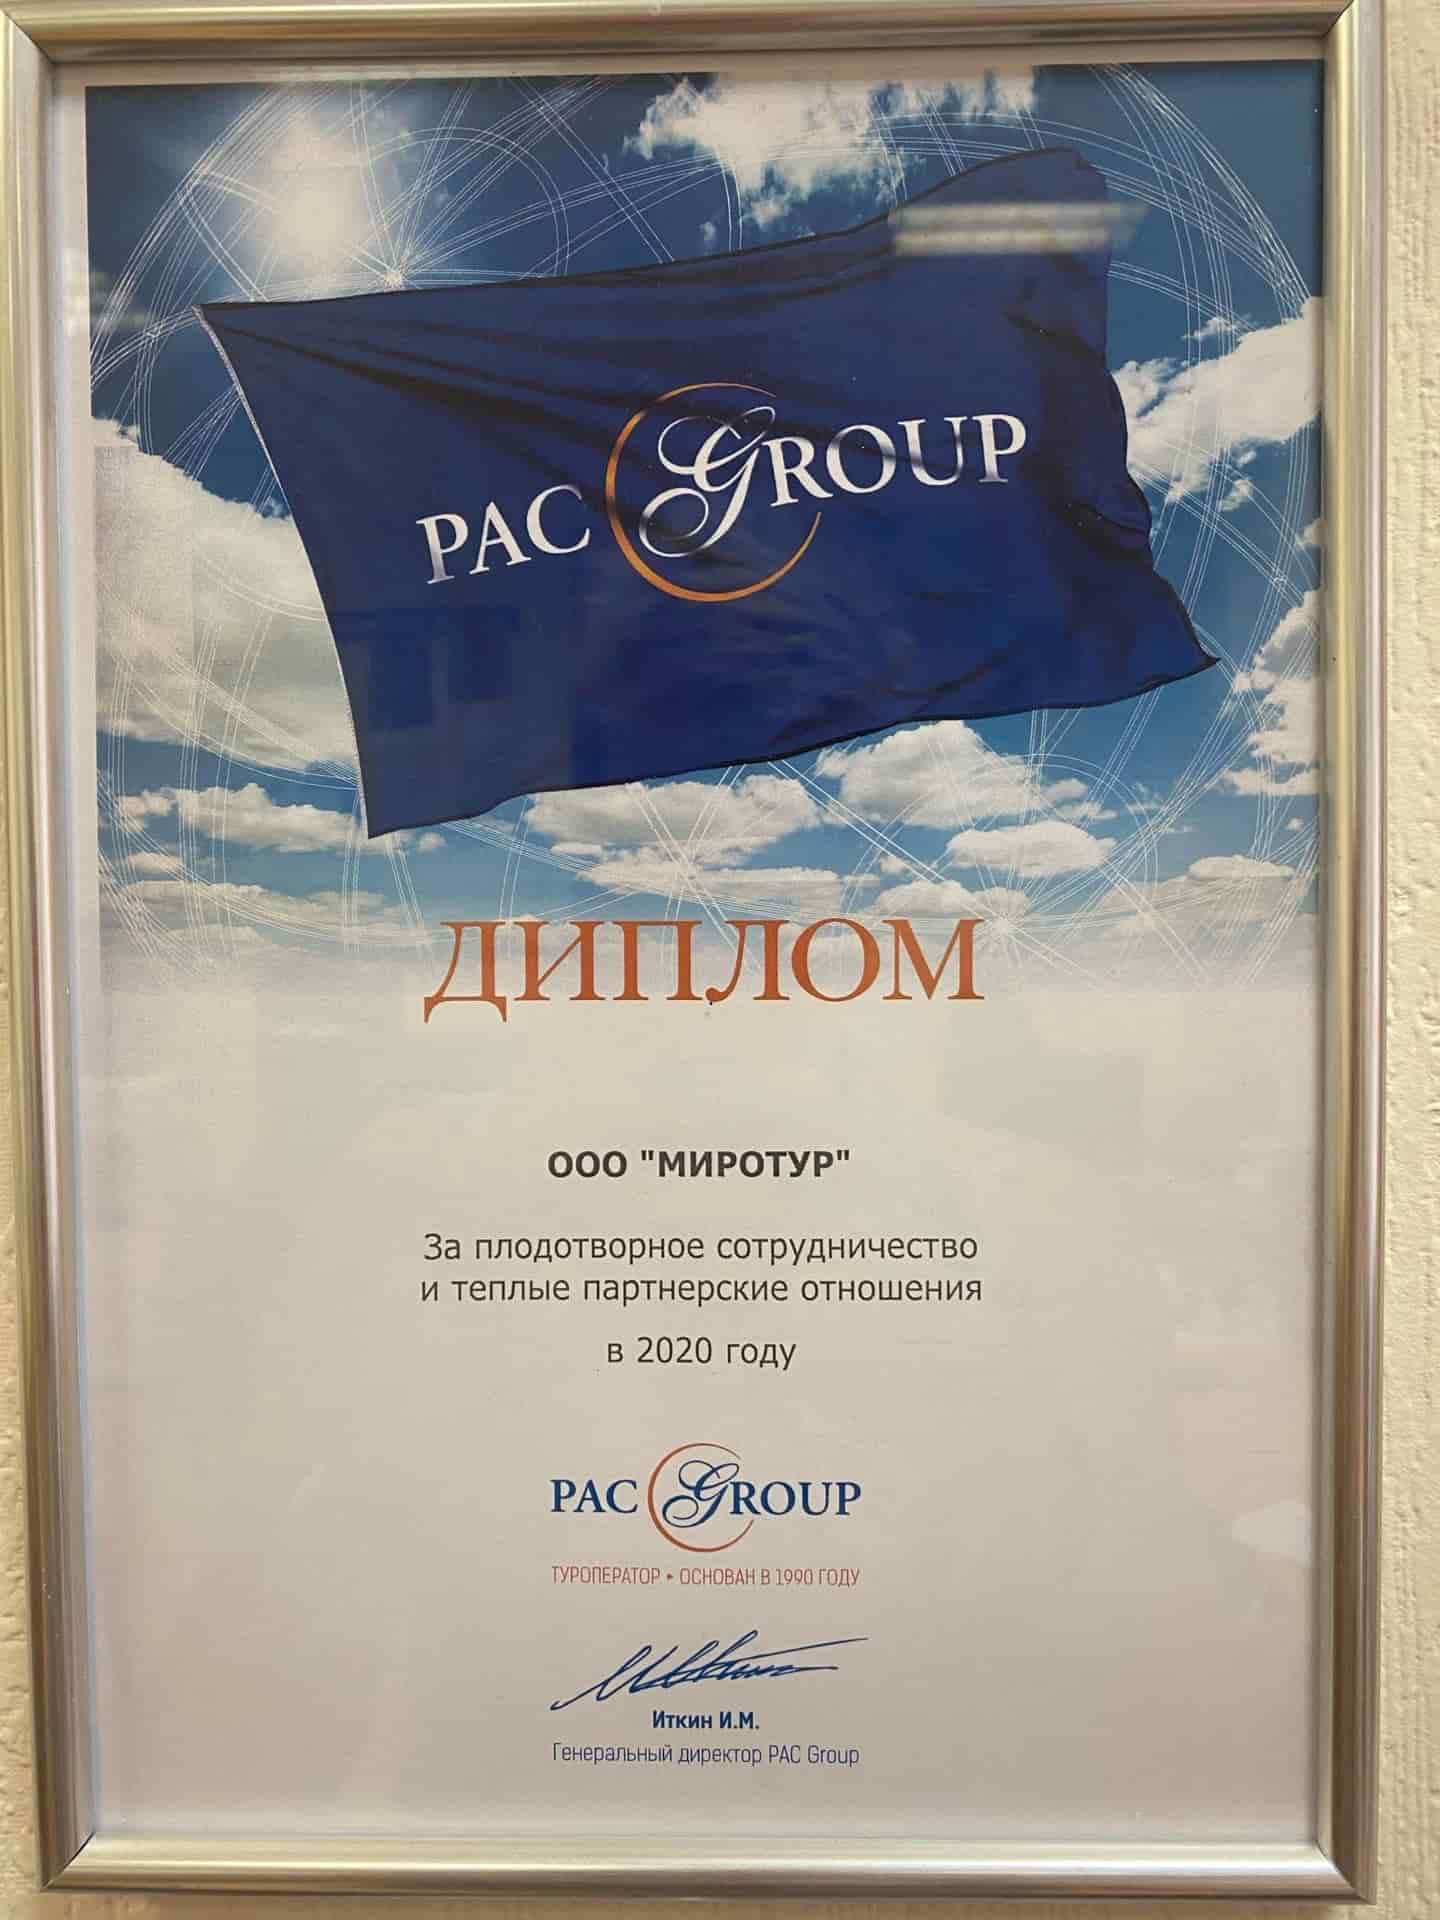 PAC GROUP
ДИПЛОМ
ООО "МИРОТУР"
За плодотворное сотрудничество
и теплые партнерские отношения
в 2020 году
PAC GROUP
ТУРОПЕРАТОР ▸ ОСНОВАН В 1990 ГОДУ
Иткин И.М.
Генеральный директор PAC Group